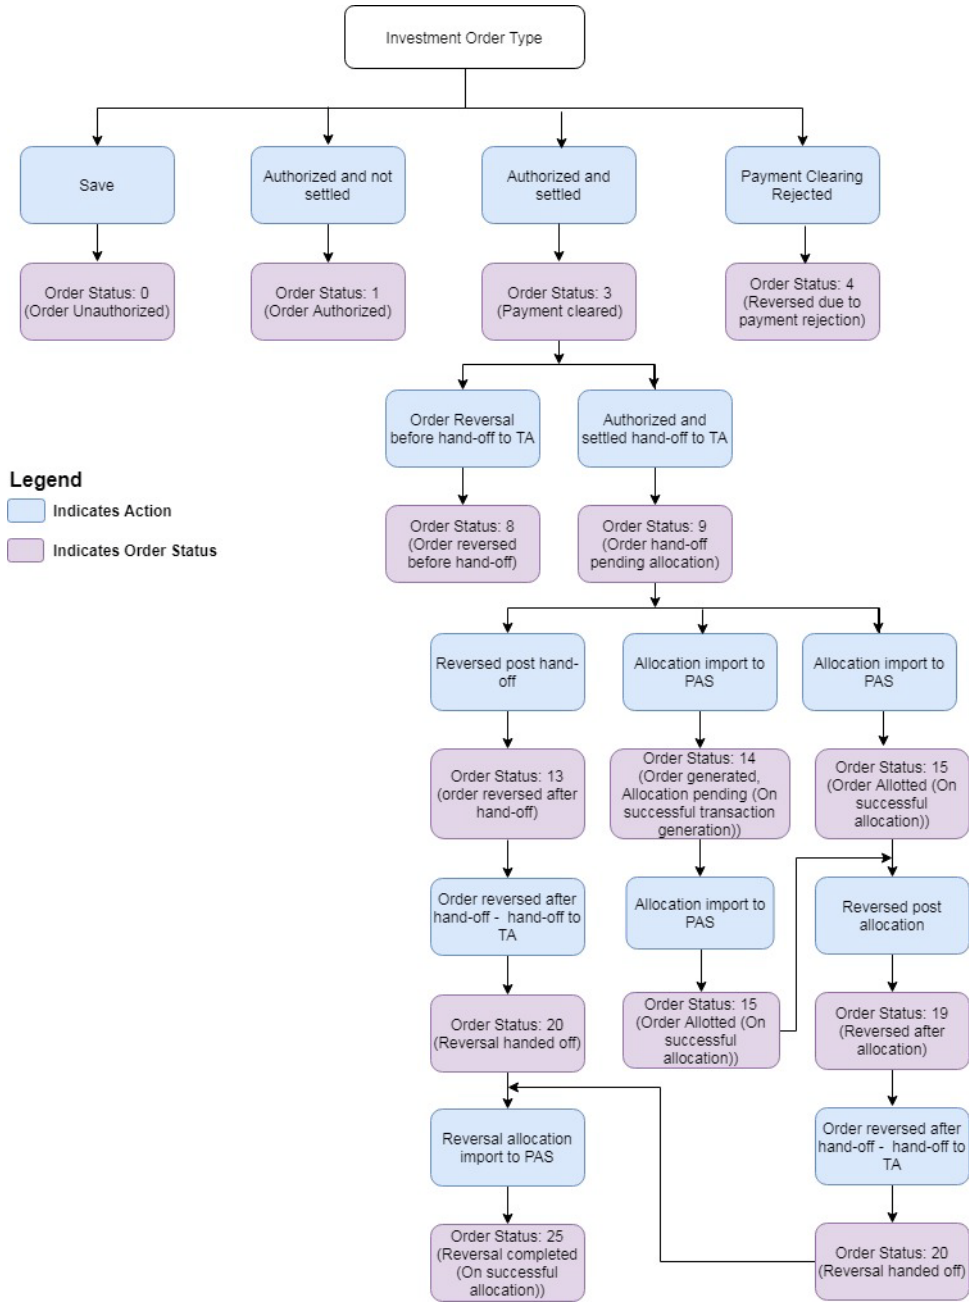 Investment Order Type
Save
Authorized and not
settled
Authorized and
settled
Payment Clearing
Rejected
Order Status: 0
(Order Unauthorized)
Order Status: 1
(Order Authorized)
Order Status: 3
(Payment cleared)
Order Status: 4
(Reversed due to
payment rejection)
Order Reversal
before hand-off to TA
Authorized and
settled hand-off to TA
Legend
Indicates Action
Indicates Order Status
Order Status: 8
(Order reversed
before hand-off)
Order Status: 9
(Order hand-off
pending allocation)
Reversed post hand-
off
Allocation import to
PAS
Allocation import to
PAS
Order Status: 13
(order reversed after
hand-off)
Order Status: 14
(Order generated,
Allocation pending (On
successful transaction
generation))
Order Status: 15
(Order Allotted (On
successful
allocation))
Order reversed after
hand-off - hand-off to
TA
Allocation import to
PAS
Reversed post
allocation
Order Status: 20
(Reversal handed off)
Order Status: 15
(Order Allotted (On
successful
allocation))
Order Status: 19
(Reversed after
allocation)
Reversal allocation
import to PAS
Order reversed after
hand-off - hand-off to
TA
Order Status: 25
(Reversal completed
(On successful
allocation))
Order Status: 20
(Reversal handed off)